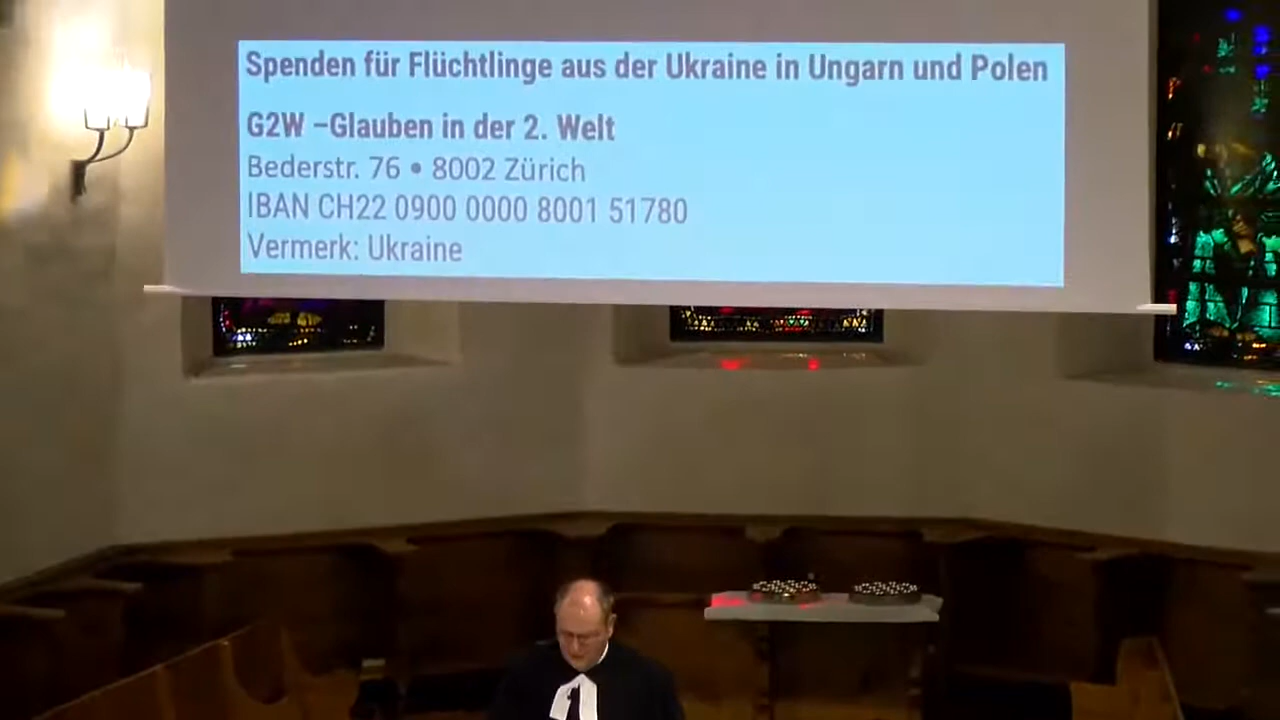 Spenden für Flüchtlinge aus der Ukraine in Ungarn und Polen
G2W –Glauben in der 2. Welt
Bederstr. 76 • 8002 Zürich
IBAN CH22 0900 0000 8001 51780
Vermerk: Ukraine